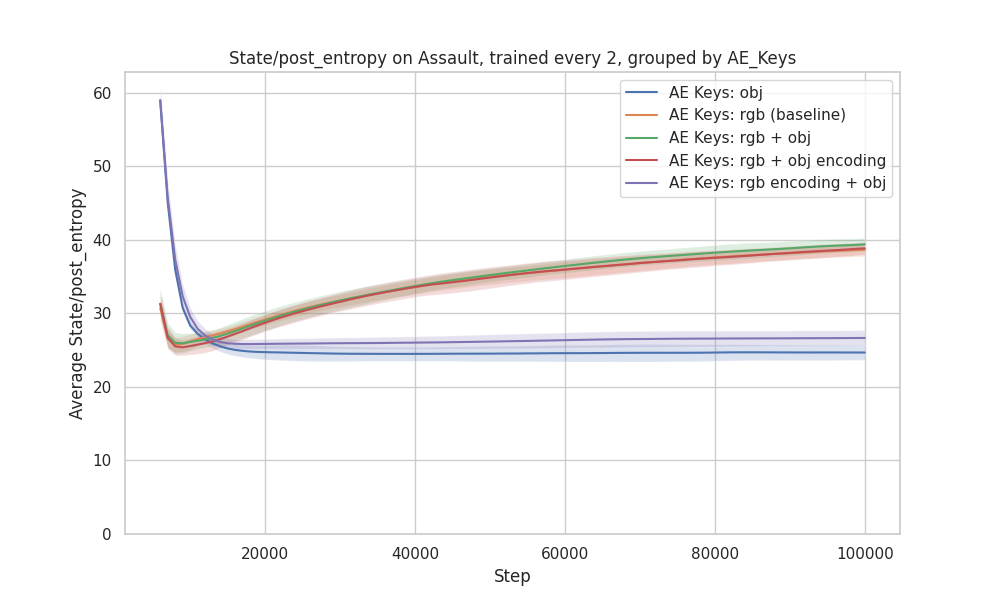 State/post_entropy on Assault, trained every 2, grouped by AE_Keys
AE Keys: obj
AE Keys: rgb (baseline)
AE Keys: rgb + obj
AE Keys: rgb + obj encoding
AE Keys: rgb encoding + obj
Average State/post_entropy
60
50
40
30
20
10
0
20000
40000
60000
80000
100000
Step